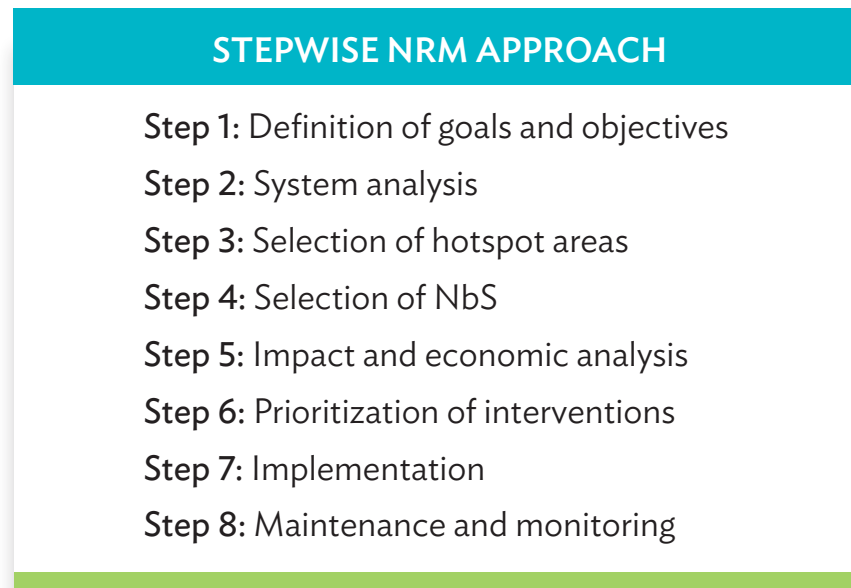 STEPWISE NRM APPROACH
Step 1: Definition of goals and objectives
Step 2: System analysis
Step 3: Selection of hotspot areas
Step 4: Selection of NbS
Step 5: Impact and economic analysis
Step 6: Prioritization of interventions
Step 7: Implementation
Step 8: Maintenance and monitoring